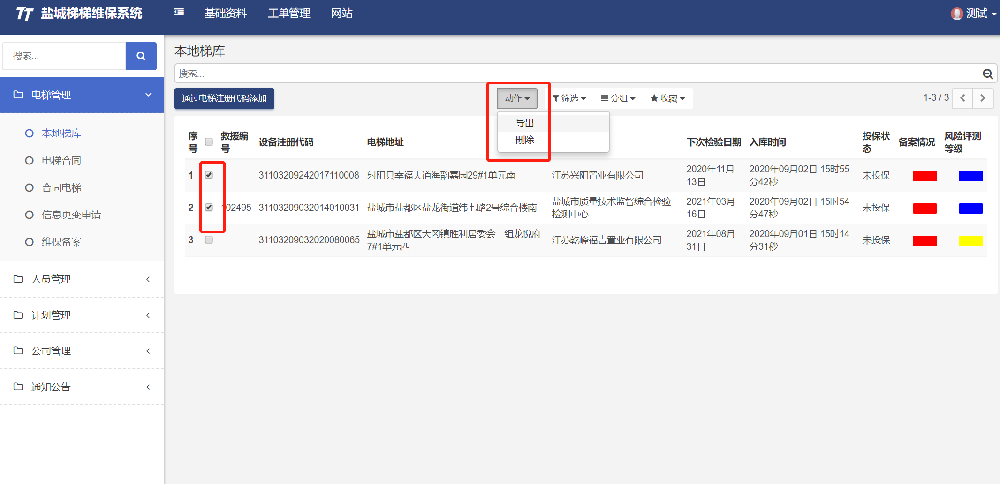 TT 盐城梯梯维保系统
基础资料
工单管理
网站
测试
搜索...
电梯管理
本地梯库
电梯合同
合同电梯
信息更变申请
维保备案
人员管理
计划管理
公司管理
通知公告
本地梯库
搜索...
通过电梯注册代码添加
动作
筛选
分组
收藏
1-3 / 3
导出
刪除
序号 救援编号 设备注册代码 电梯地址 下次检验日期 入库时间 投保状态 备案情况 风险评测等级
1 31103209242017110008 射阳县幸福大道海韵嘉园29#1单元南 江苏兴阳置业有限公司 2020年11月13日 2020年09月02日 15时55分42秒 未投保
2 102495 31103209032014010031 盐城市盐都区盐龙街道纬七路2号综合楼南 盐城市质量技术监督综合检验检测中心 2021年03月16日 2020年09月02日 15时54分47秒 未投保
3 31103209032020080065 盐城市盐都区大冈镇胜利居委会二组龙悦府7#1单元西 江苏乾峰福吉置业有限公司 2021年08月31日 2020年09月01日 15时14分31秒 未投保